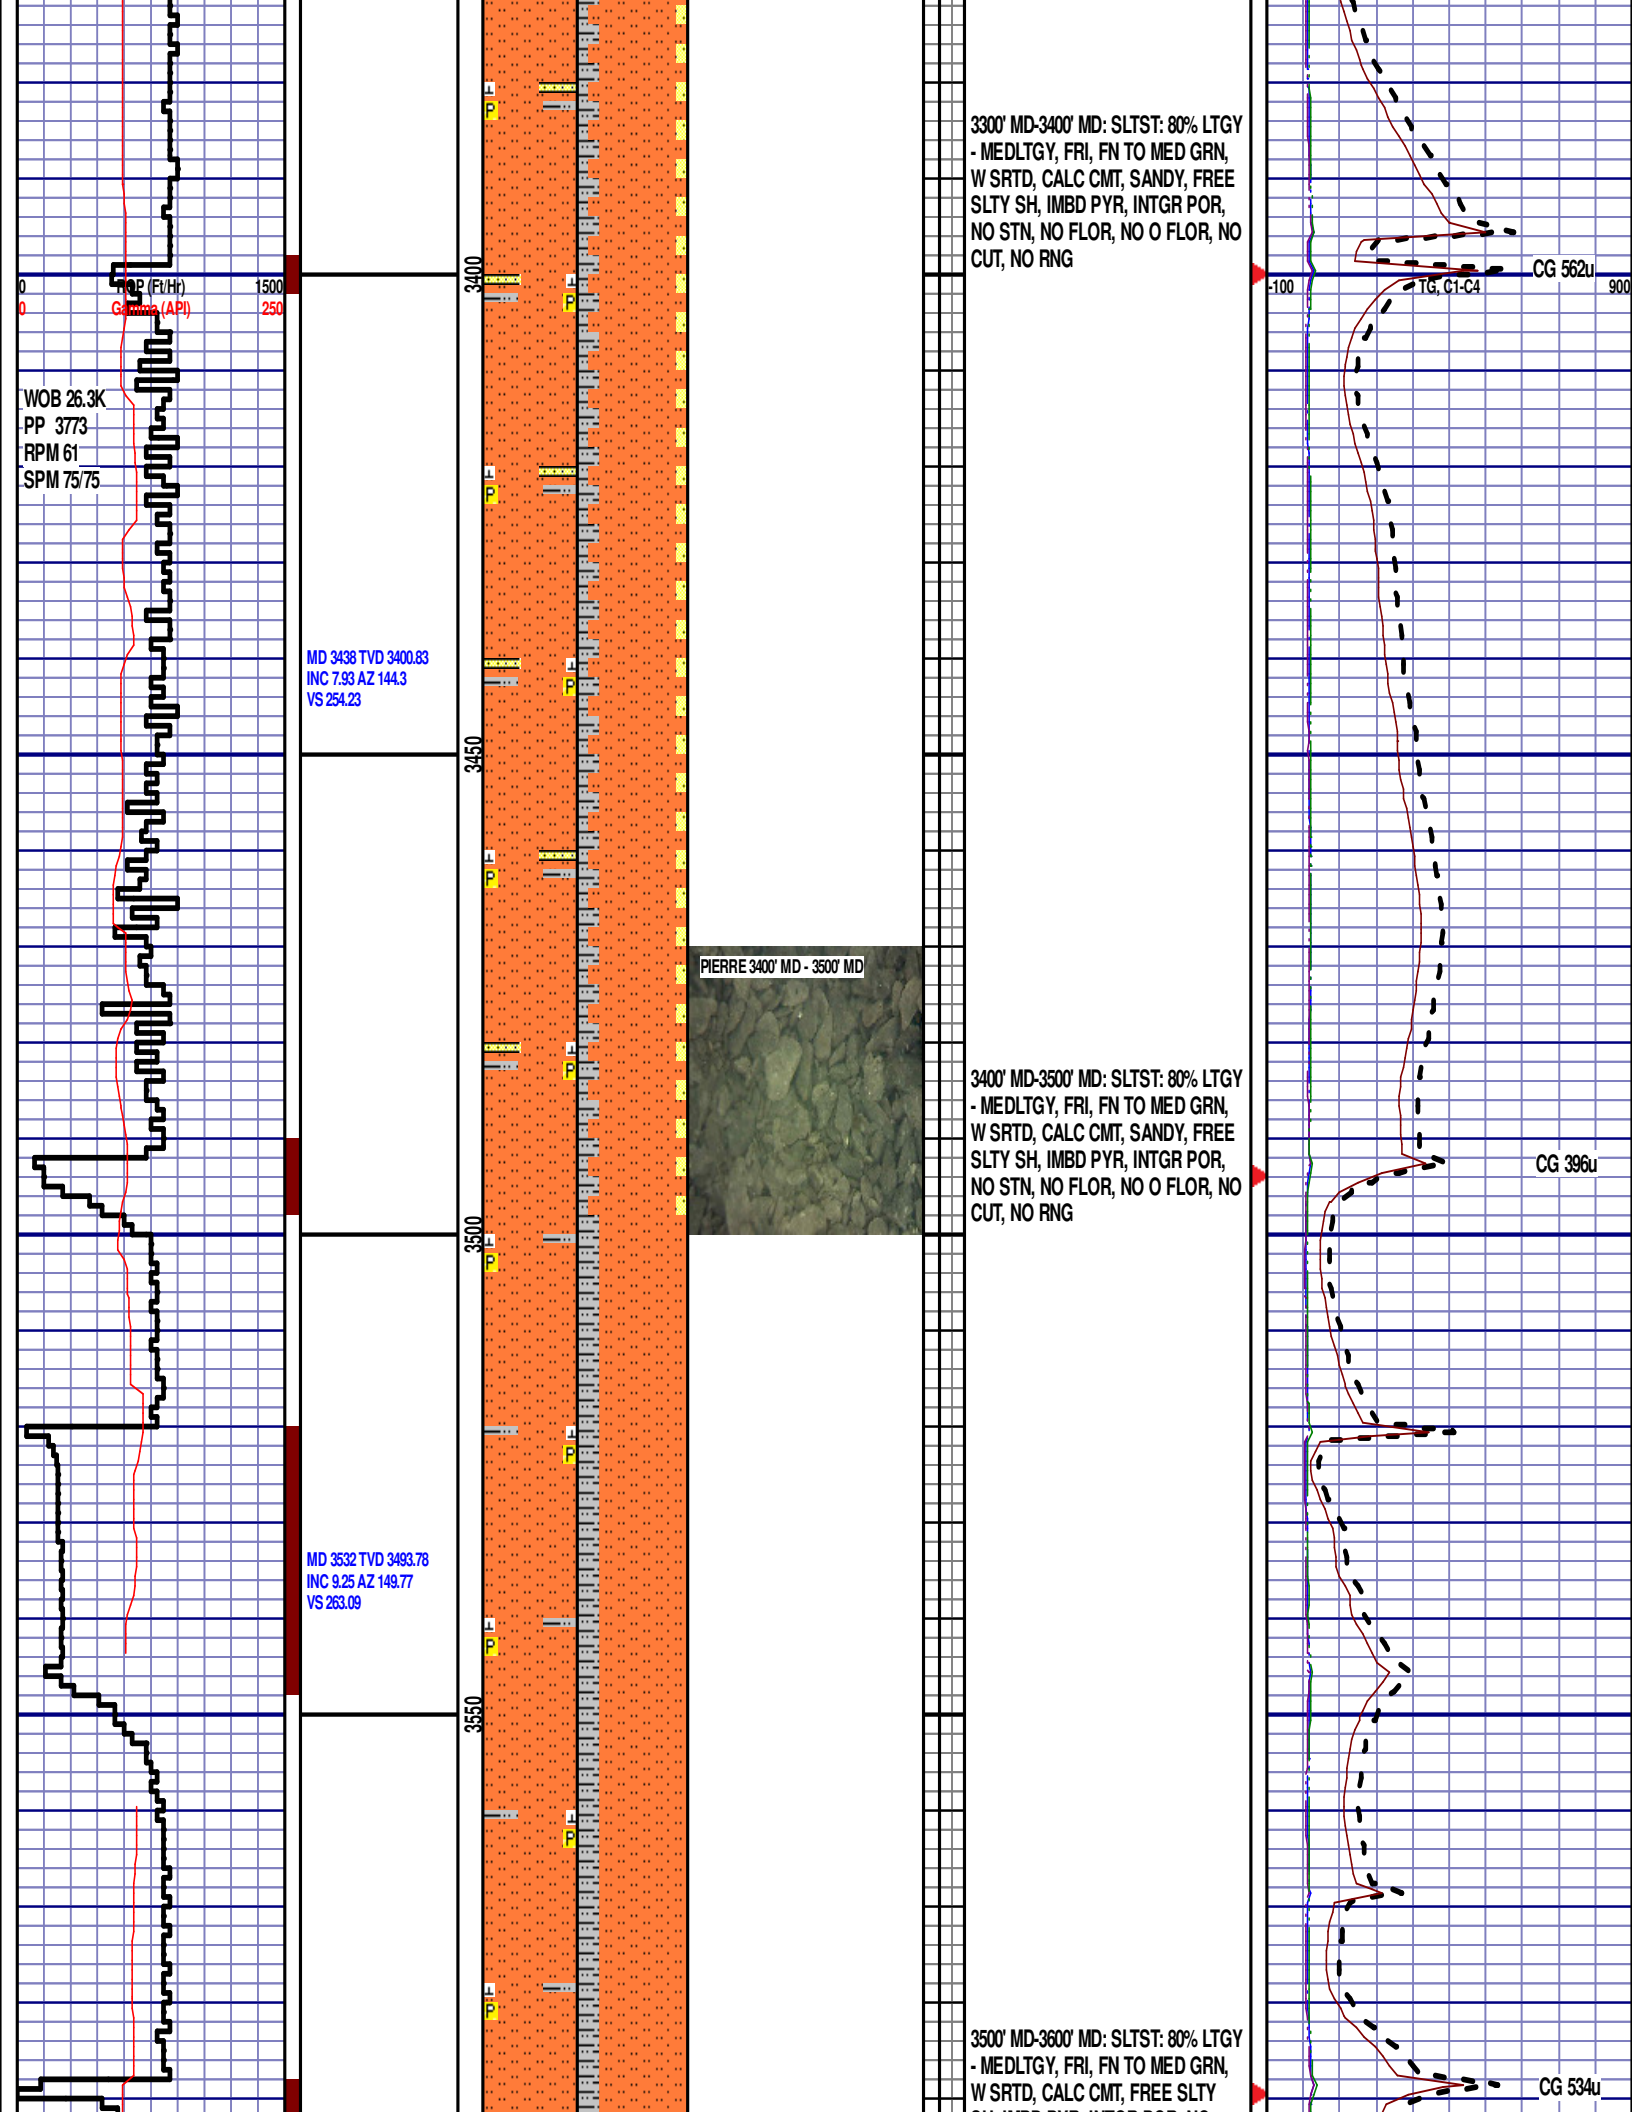 3300' MD-3400' MD: SLTST: 80% LTGY
- MEDLTGY, FRI, FN TO MED GRN,
W SRTD, CALC CMT, SANDY, FREE
SLTY SH, IMBD PYR, INTGR POR,
NO STN, NO FLOR, NO O FLOR, NO
CUT, NO RNG
3400
CG 562u
0 ROP (Ft/Hr) 1500
0 Gamma (API) 250
-100 TG, C1-C4 900
WOB 26.3K
PP 3773
RPM 61
SPM 75/75
MD 3438 TVD 3400.83
INC 7.93 AZ 144.3
VS 254.23
3450
PIERRE 3400' MD - 3500' MD
3400' MD-3500' MD: SLTST: 80% LTGY
- MEDLTGY, FRI, FN TO MED GRN,
W SRTD, CALC CMT, SANDY, FREE
SLTY SH, IMBD PYR, INTGR POR,
NO STN, NO FLOR, NO O FLOR, NO
CUT, NO RNG
CG 396u
3500
MD 3532 TVD 3493.78
INC 9.25 AZ 149.77
VS 263.09
3550
3500' MD-3600' MD: SLTST: 80% LTGY
- MEDLTGY, FRI, FN TO MED GRN,
W SRTD, CALC CMT, FREE SLTY
CG 534u
P
P
P
P
P
P
P
P
P
P
P